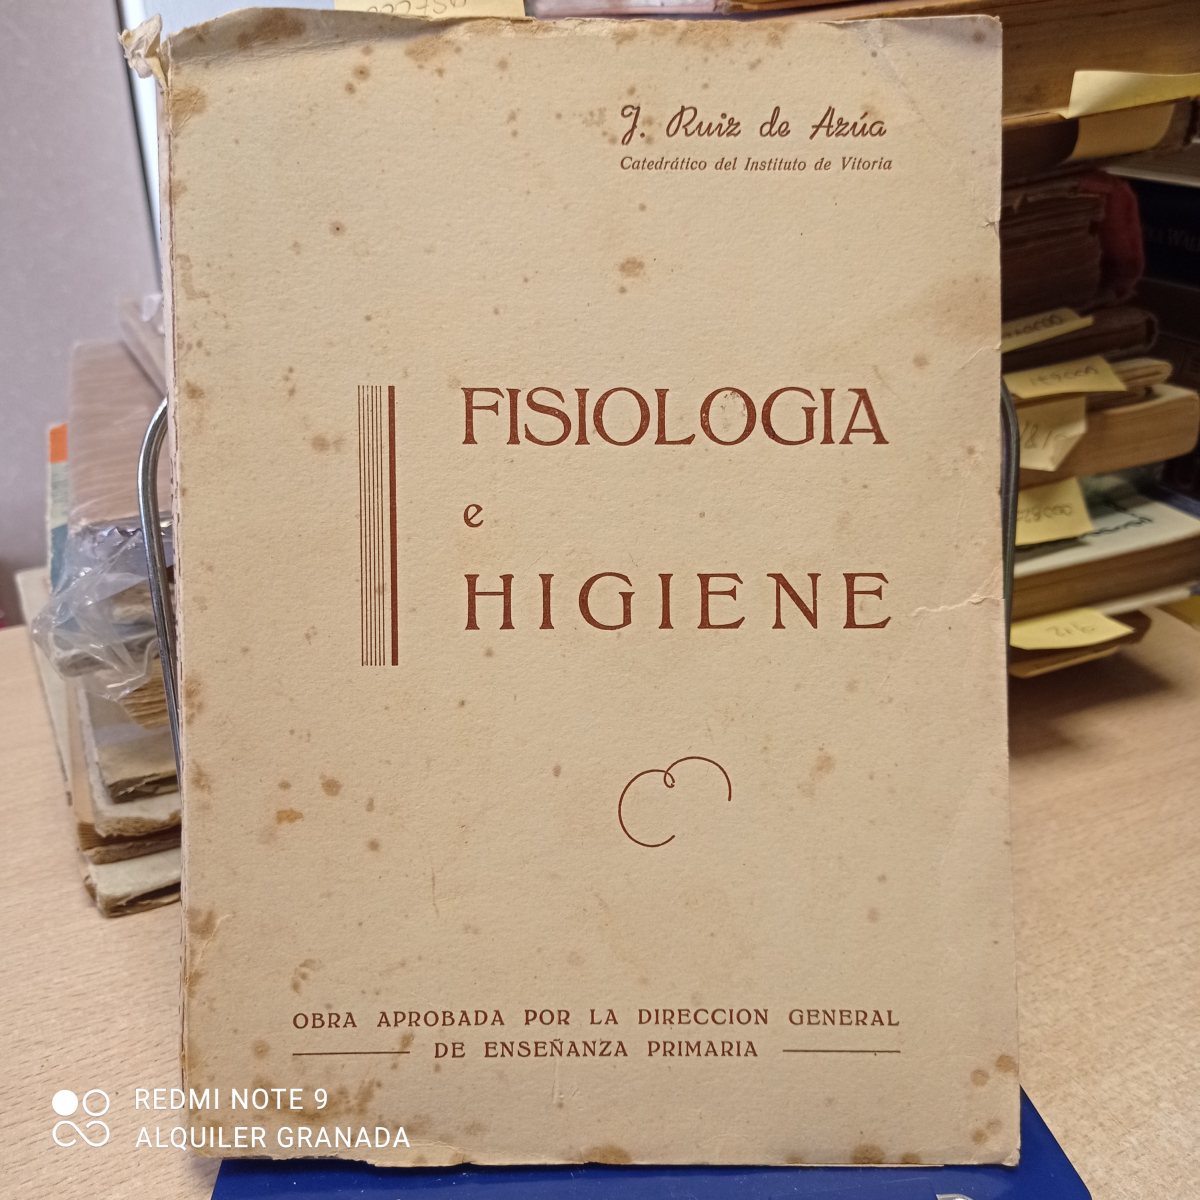 J. Ruiz de Azúa
Catedrático del Instituto de Vitoria
FISIOLOGIA
e
HIGIENE
OBRA APROBADA POR LA DIRECCION GENERAL
DE ENSEÑANZA PRIMARIA
REDMI NOTE 9
ALQUILER GRANADA